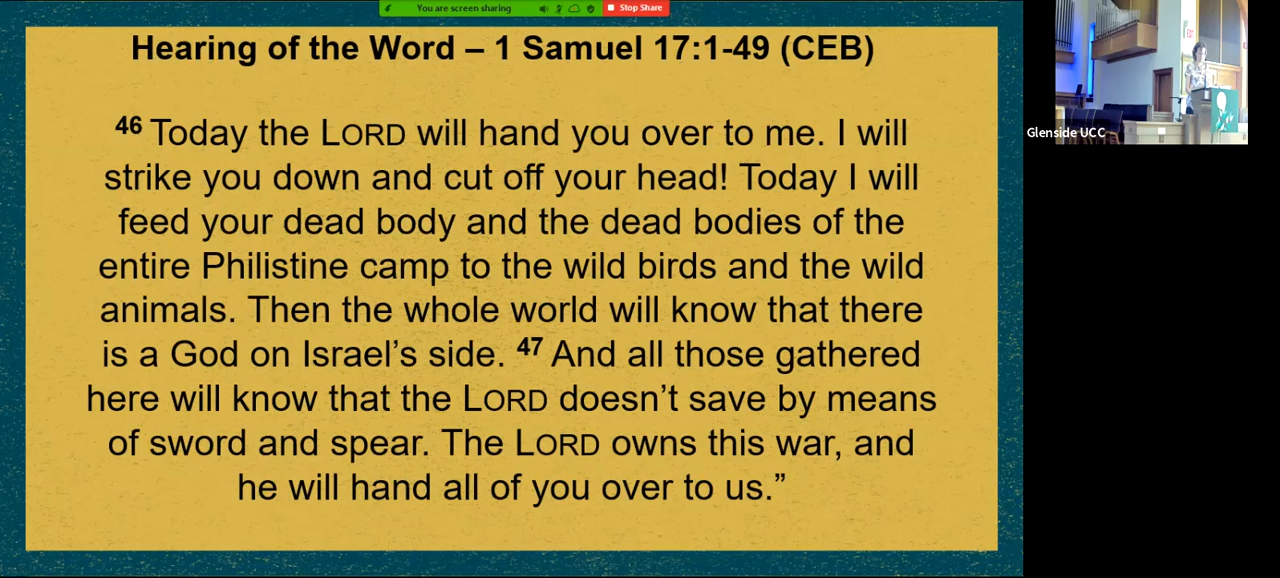 You are screen sharing
Stop Share
Hearing of the Word – 1 Samuel 17:1-49 (CEB)
46 Today the LORD will hand you over to me. I will
strike you down and cut off your head! Today I will
feed your dead body and the dead bodies of the
entire Philistine camp to the wild birds and the wild
animals. Then the whole world will know that there
is a God on Israel’s side. 47 And all those gathered
here will know that the LORD doesn’t save by means
of sword and spear. The LORD owns this war, and
he will hand all of you over to us.”
Glenside UCC